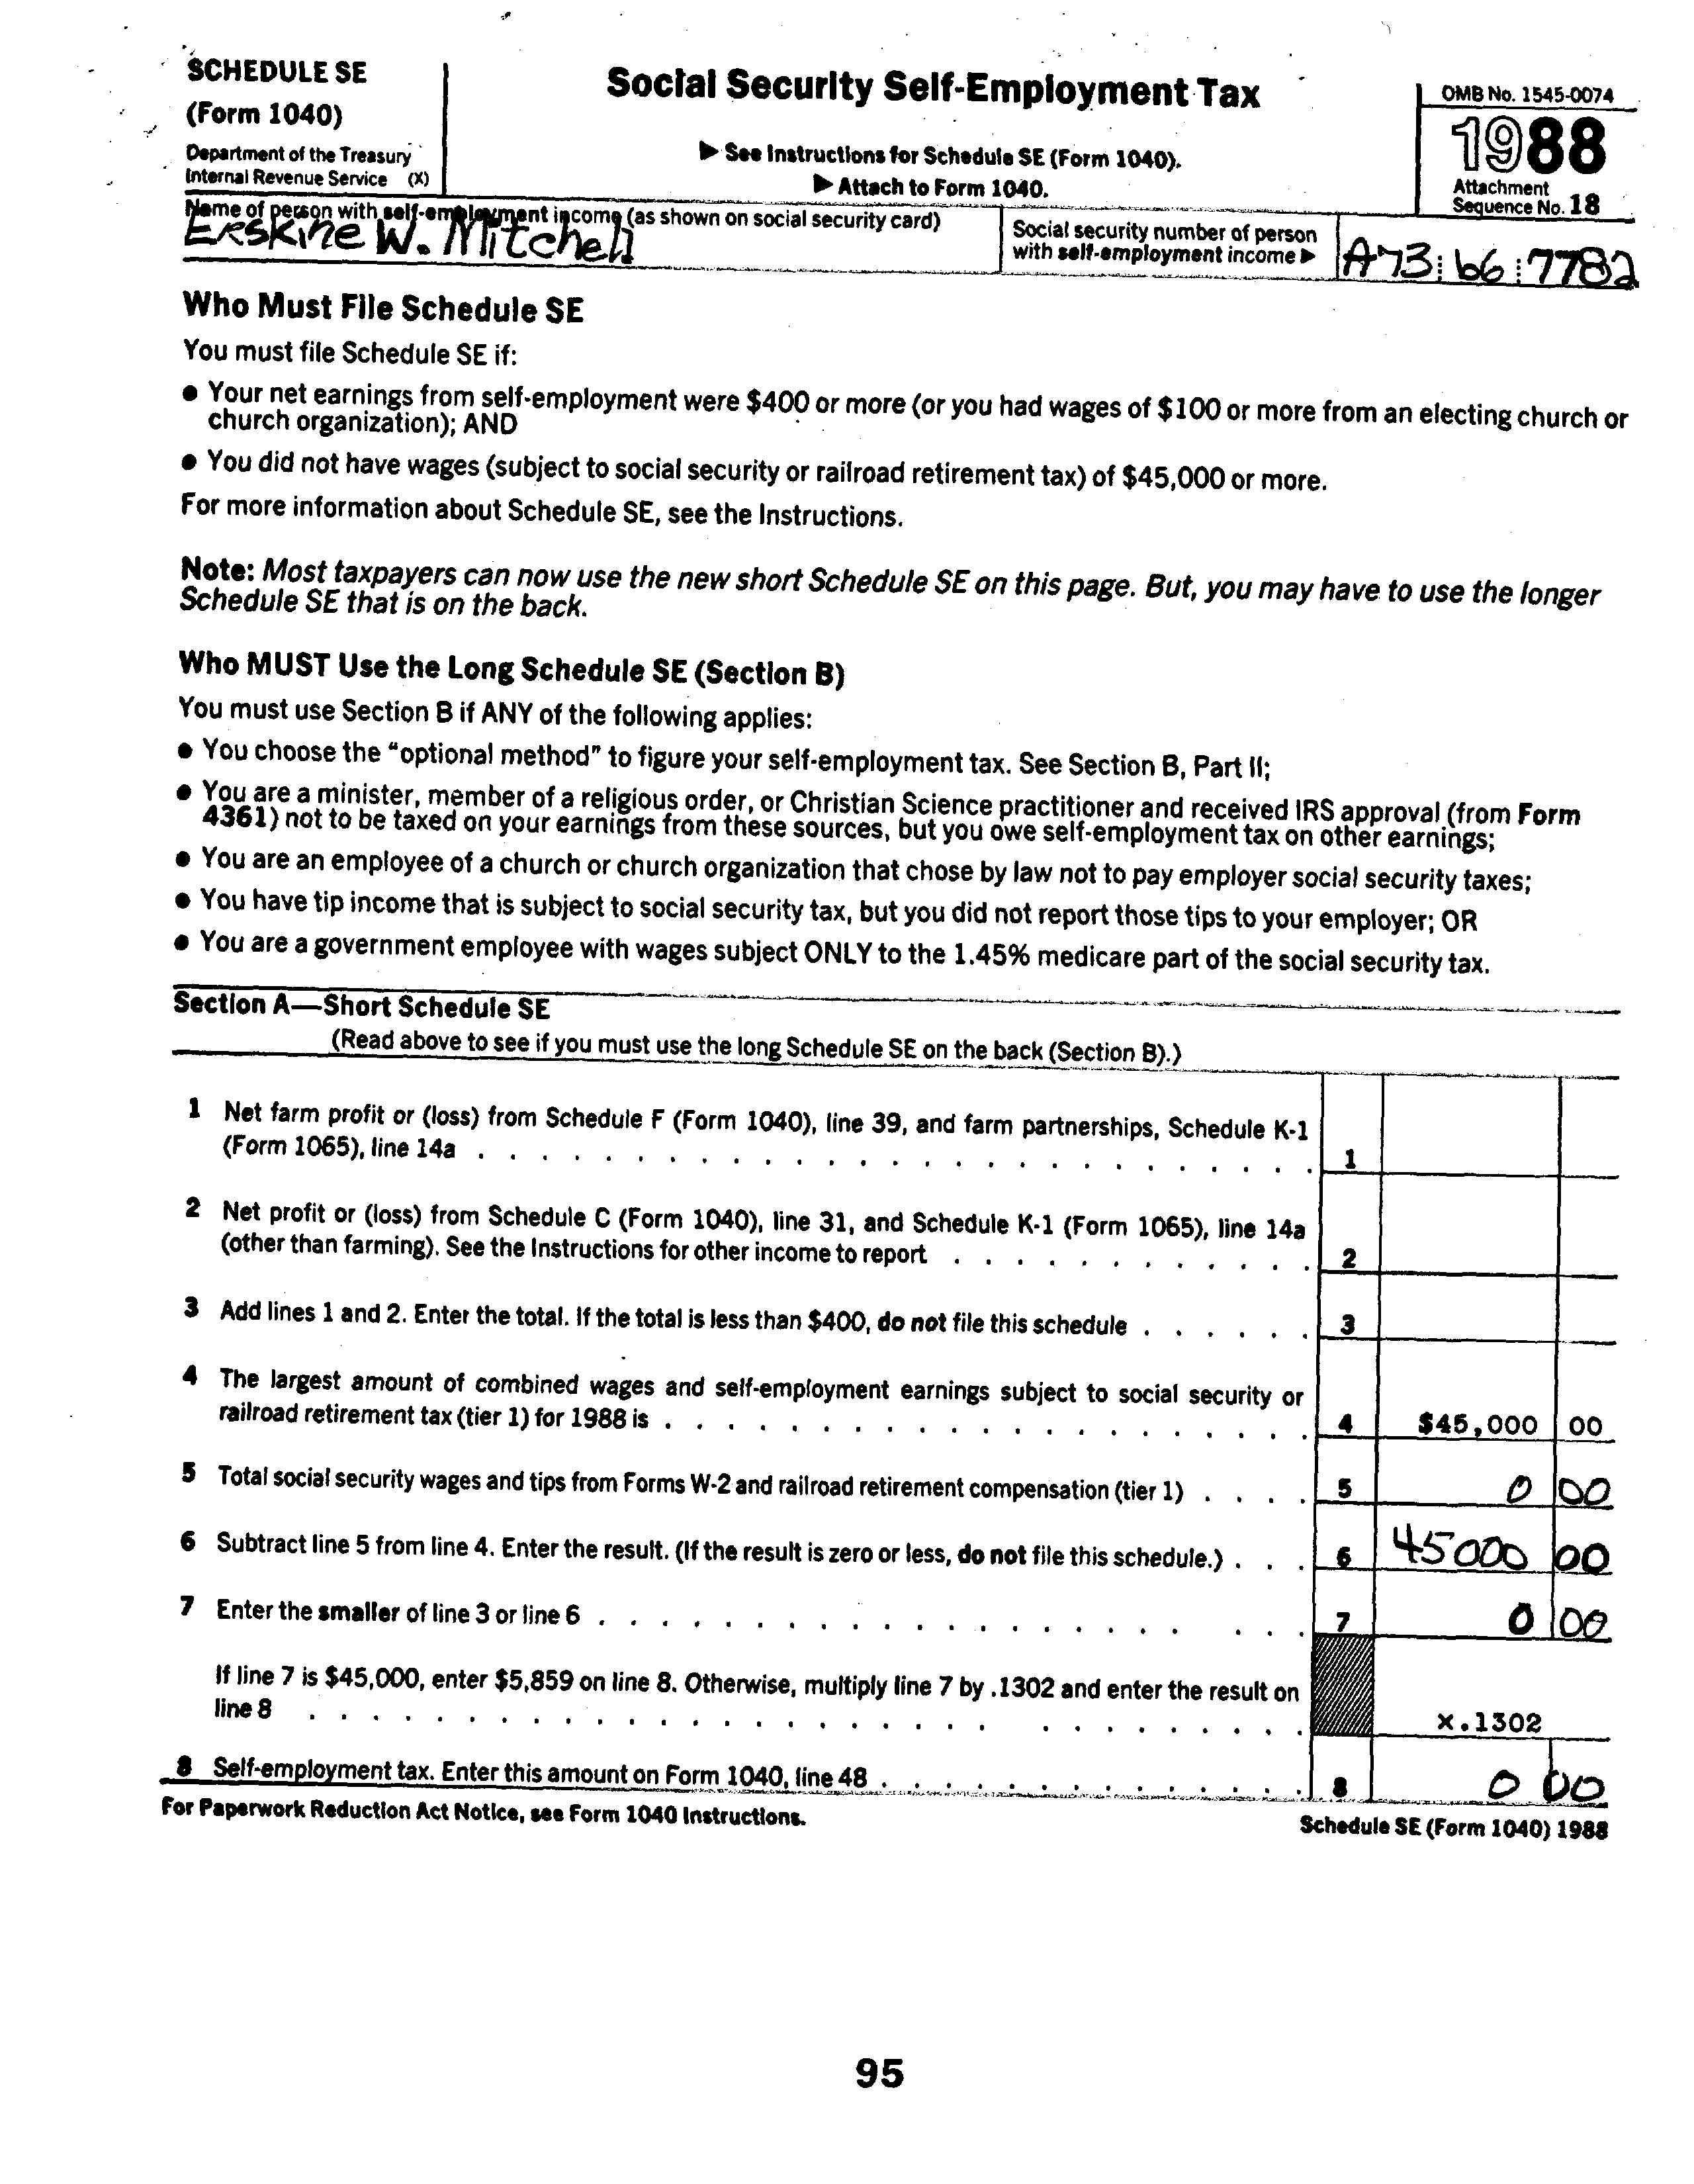 SCHEDULE SE
(Form 1040)
Department of the Treasury
Internal Revenue Service (X)
Social Security Self-Employment Tax
▶ See Instructions for Schedule SE (Form 1040).
▶ Attach to Form 1040.
OMB No. 1545-0074
1988
Attachment
Sequence No. 18
Name of person with self-employment income (as shown on social security card)
Erskine W. Mitchell
Social security number of person
with self-employment income ▶
A73:66:7782
Who Must File Schedule SE
You must file Schedule SE if:
● Your net earnings from self-employment were $400 or more (or you had wages of $100 or more from an electing church or
church organization); AND
● You did not have wages (subject to social security or railroad retirement tax) of $45,000 or more.
For more information about Schedule SE, see the Instructions.
Note: Most taxpayers can now use the new short Schedule SE on this page. But, you may have to use the longer
Schedule SE that is on the back.
Who MUST Use the Long Schedule SE (Section B)
You must use Section B if ANY of the following applies:
● You choose the “optional method” to figure your self-employment tax. See Section B, Part II;
● You are a minister, member of a religious order, or Christian Science practitioner and received IRS approval (from Form
4361) not to be taxed on your earnings from these sources, but you owe self-employment tax on other earnings;
● You are an employee of a church or church organization that chose by law not to pay employer social security taxes;
● You have tip income that is subject to social security tax, but you did not report those tips to your employer; OR
● You are a government employee with wages subject ONLY to the 1.45% medicare part of the social security tax.
Section A—Short Schedule SE
(Read above to see if you must use the long Schedule SE on the back (Section B).)
1 Net farm profit or (loss) from Schedule F (Form 1040), line 39, and farm partnerships, Schedule K-1
(Form 1065), line 14a . . . . . 1
2 Net profit or (loss) from Schedule C (Form 1040), line 31, and Schedule K-1 (Form 1065), line 14a
(other than farming). See the Instructions for other income to report . . . . . 2
3 Add lines 1 and 2. Enter the total. If the total is less than $400, do not file this schedule . . . . . 3
4 The largest amount of combined wages and self-employment earnings subject to social security or
railroad retirement tax (tier 1) for 1988 is . . . . . 4 $45,000 00
5 Total social security wages and tips from Forms W-2 and railroad retirement compensation (tier 1) . . . . 5 0 00
6 Subtract line 5 from line 4. Enter the result. (If the result is zero or less, do not file this schedule.) . . . 6 45000 00
7 Enter the smaller of line 3 or line 6 . . . . . 7 0 00
If line 7 is $45,000, enter $5,859 on line 8. Otherwise, multiply line 7 by .1302 and enter the result on
line 8 . . . . . x.1302
8 Self-employment tax. Enter this amount on Form 1040, line 48 . . . . . 8 0 00
For Paperwork Reduction Act Notice, see Form 1040 Instructions.
Schedule SE (Form 1040) 1988
95